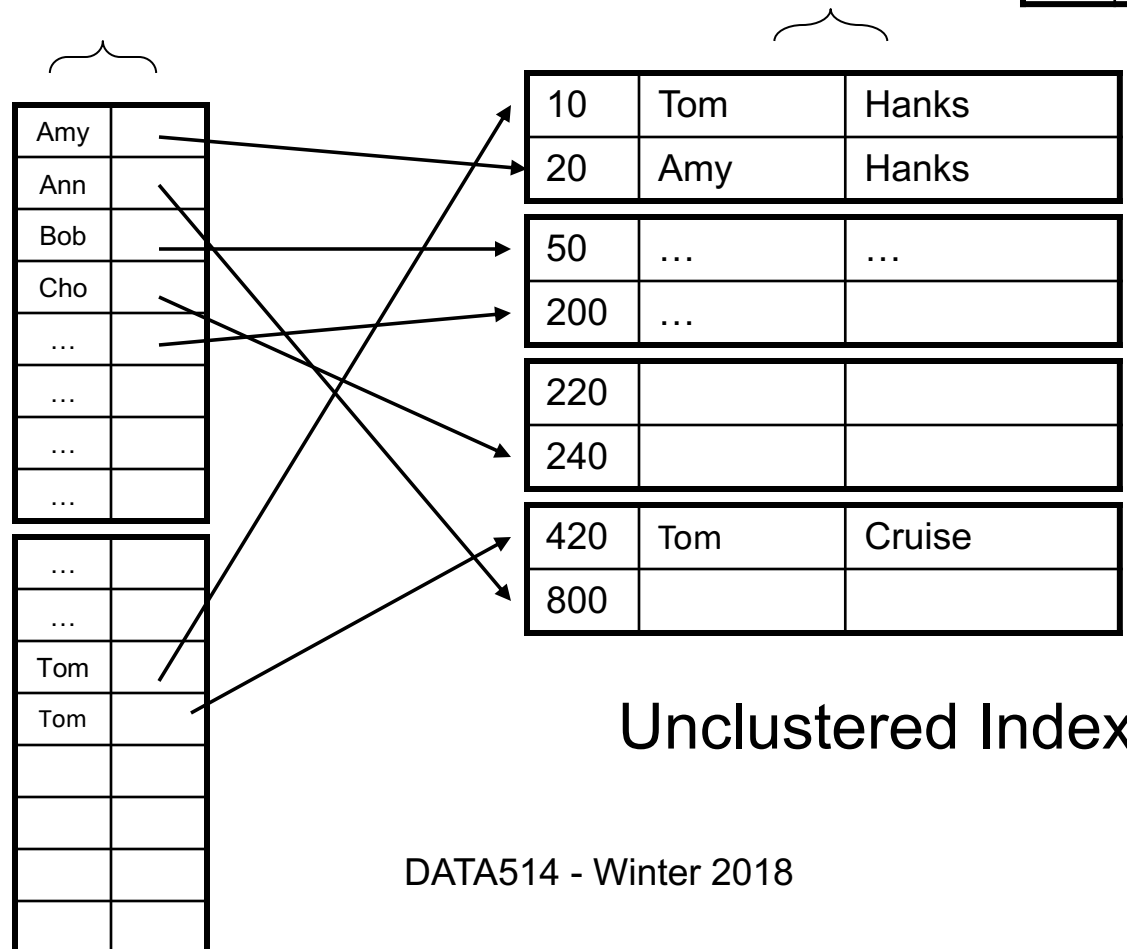 Amy
Ann
Bob
Cho
…
…
…
…
…
…
Tom
Tom
10 Tom Hanks
20 Amy Hanks
50 … …
200 …
220
240
420 Tom Cruise
800
Unclustered Index
DATA514 - Winter 2018